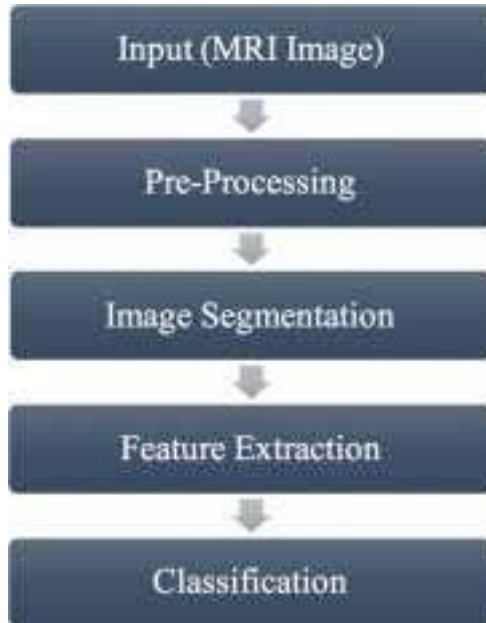 Input (MRI Image)
Pre-Processing
Image Segmentation
Feature Extraction
Classification